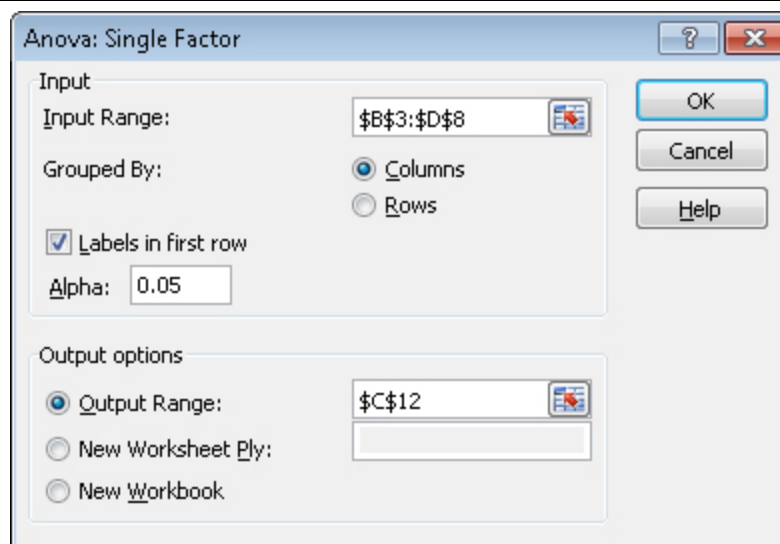 Anova: Single Factor
Input
Input Range: $B$3:$D$8
Grouped By: Columns
Rows
Labels in first row
Alpha: 0.05
OK
Cancel
Help
Output options
Output Range: $C$12
New Worksheet Ply:
New Workbook